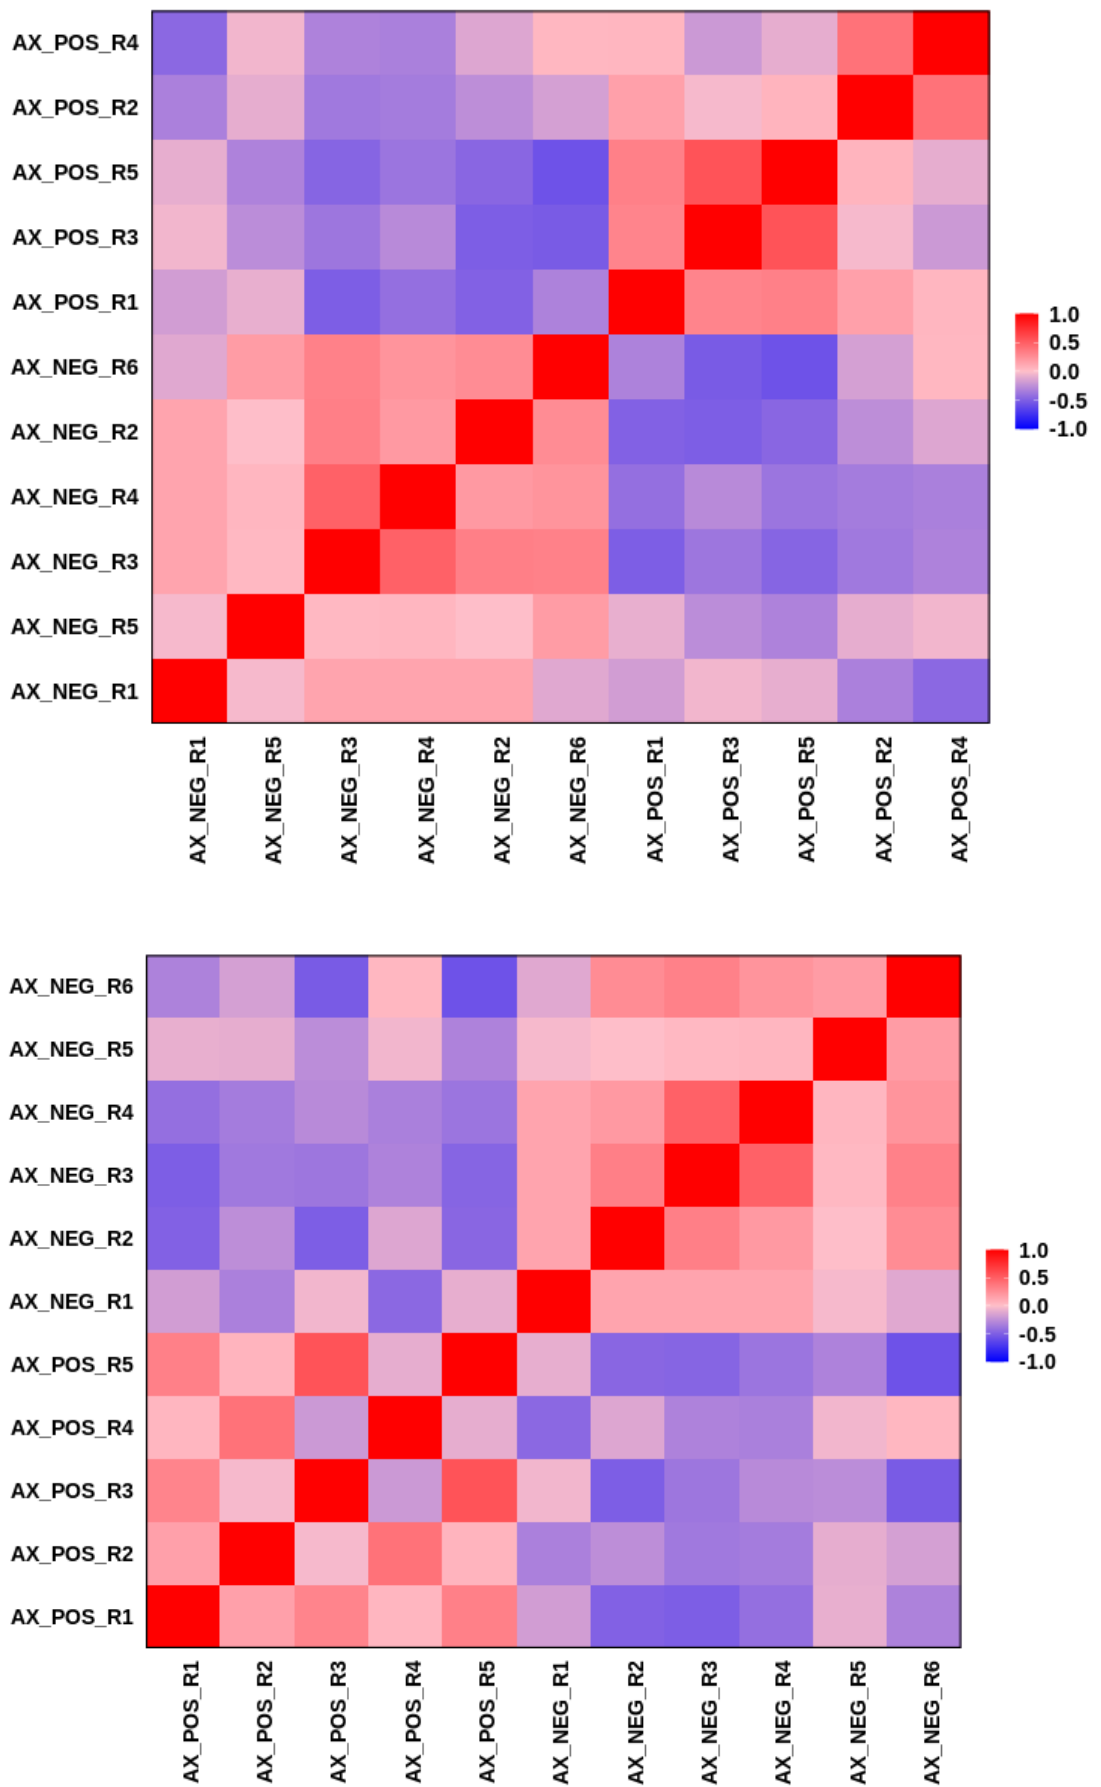 AX_POS_R4
AX_POS_R2
AX_POS_R5
AX_POS_R3
AX_POS_R1
AX_NEG_R6
AX_NEG_R2
AX_NEG_R4
AX_NEG_R3
AX_NEG_R5
AX_NEG_R1
1.0
0.5
0.0
-0.5
-1.0
AX_NEG_R1
AX_NEG_R5
AX_NEG_R3
AX_NEG_R4
AX_NEG_R2
AX_NEG_R6
AX_POS_R1
AX_POS_R3
AX_POS_R5
AX_POS_R2
AX_POS_R4
AX_NEG_R6
AX_NEG_R5
AX_NEG_R4
AX_NEG_R3
AX_NEG_R2
AX_NEG_R1
AX_POS_R5
AX_POS_R4
AX_POS_R3
AX_POS_R2
AX_POS_R1
1.0
0.5
0.0
-0.5
-1.0
AX_POS_R1
AX_POS_R2
AX_POS_R3
AX_POS_R4
AX_POS_R5
AX_NEG_R1
AX_NEG_R2
AX_NEG_R3
AX_NEG_R4
AX_NEG_R5
AX_NEG_R6